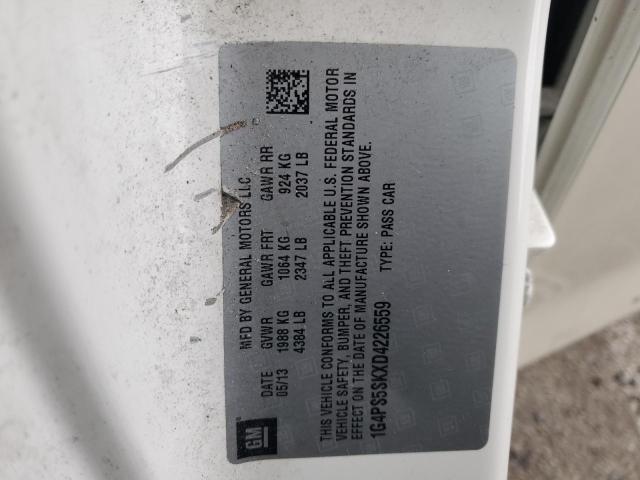 MFD BY GENERAL MOTORS LLC
DATE GVWR GAWR FRT GAWR RR
05/13 1988 KG 1064 KG 924 KG
4384 LB 2347 LB 2037 LB
THIS VEHICLE CONFORMS TO ALL APPLICABLE U.S. FEDERAL MOTOR
VEHICLE SAFETY, BUMPER, AND THEFT PREVENTION STANDARDS IN
EFFECT ON THE DATE OF MANUFACTURE SHOWN ABOVE.
1G4PS5SKXD4226559 TYPE: PASS CAR
GM